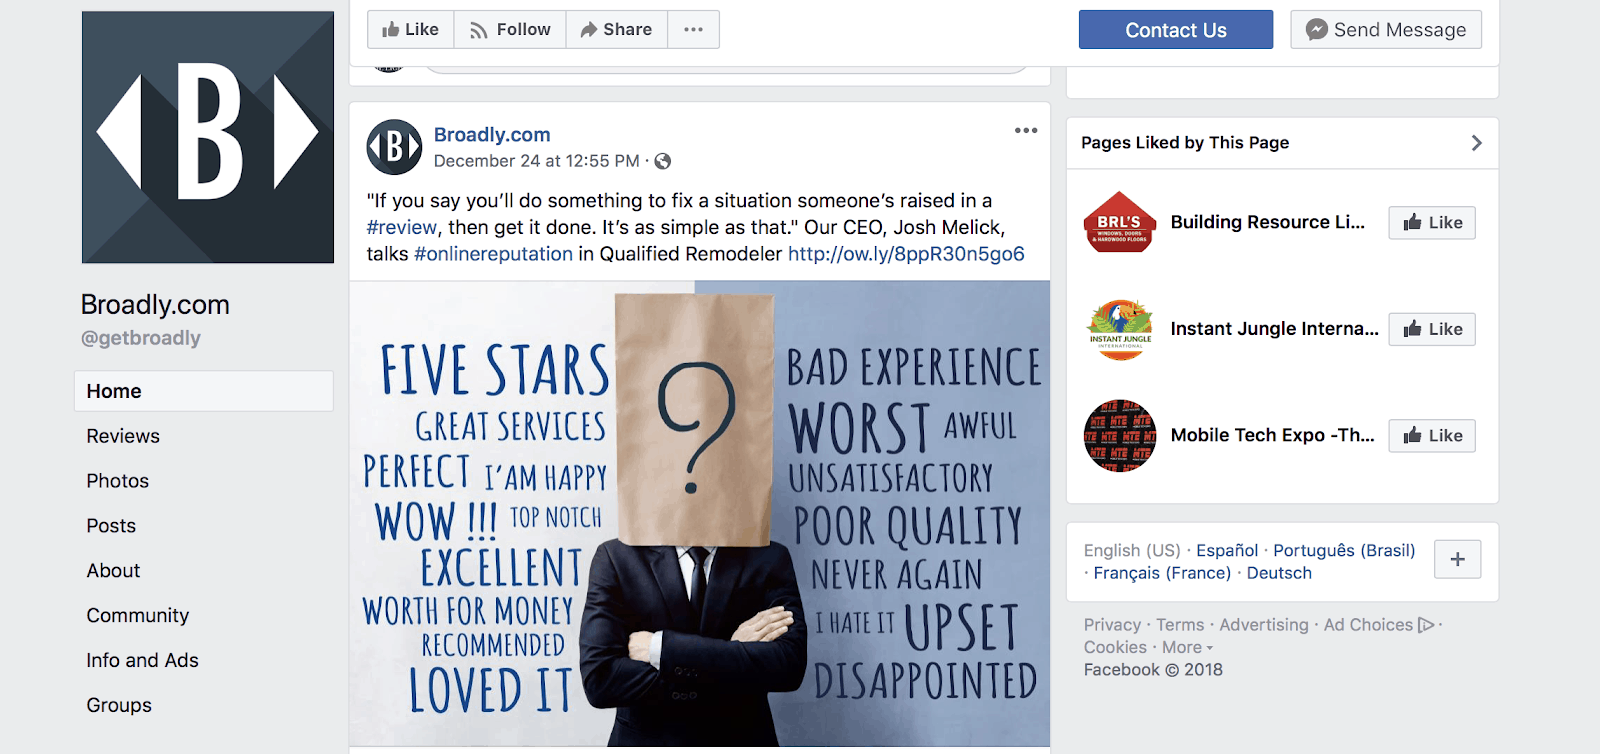 B
Broadly.com
@getbroadly
Home
Reviews
Photos
Posts
About
Community
Info and Ads
Groups
Like
Follow
Share
Contact Us
Send Message
B
Broadly.com
December 24 at 12:55 PM ·
"If you say you’ll do something to fix a situation someone’s raised in a
#review, then get it done. It’s as simple as that." Our CEO, Josh Melick,
talks #onlinereputation in Qualified Remodeler http://ow.ly/8ppR30n5go6
FIVE STARS
GREAT SERVICES
PERFECT I'AM HAPPY
WOW !!! TOP NOTCH
EXCELLENT
WORTH FOR MONEY
RECOMMENDED
LOVED IT
?
BAD EXPERIENCE
WORST AWFUL
UNSATISFACTORY
POOR QUALITY
NEVER AGAIN
I HATE IT UPSET
DISAPPOINTED
Pages Liked by This Page
BRL'S
WINDOWS, DOORS
& HARDWOOD FLOORS
Building Resource Li...
Like
INSTANT JUNGLE
INTERNATIONAL
Instant Jungle Interna...
Like
MTE MTE MTE
Mobile Tech Expo -Th...
Like
English (US) · Español · Português (Brasil)
· Français (France) · Deutsch
Privacy · Terms · Advertising · Ad Choices ·
Cookies · More
Facebook © 2018